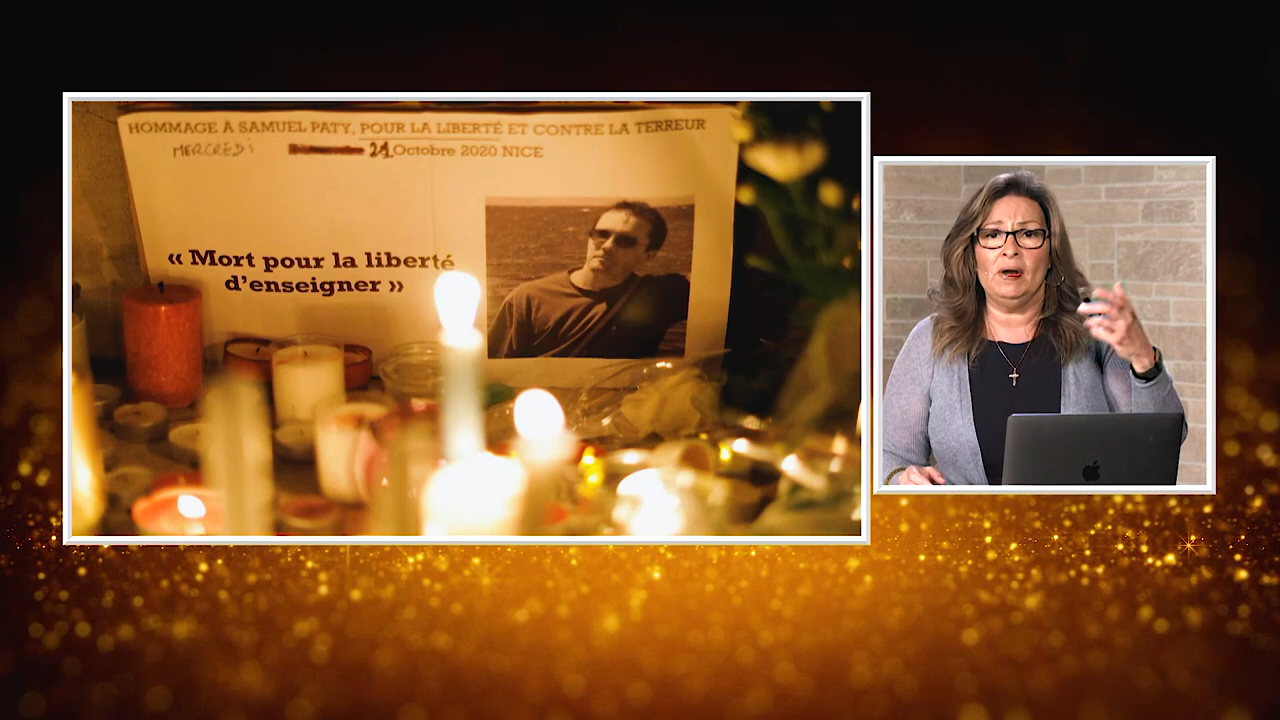 HOMMAGE À SAMUEL PATY, POUR LA LIBERTÉ ET CONTRE LA TERREUR
MERCREDI 21 Octobre 2020 NICE
« Mort pour la liberté
d'enseigner »